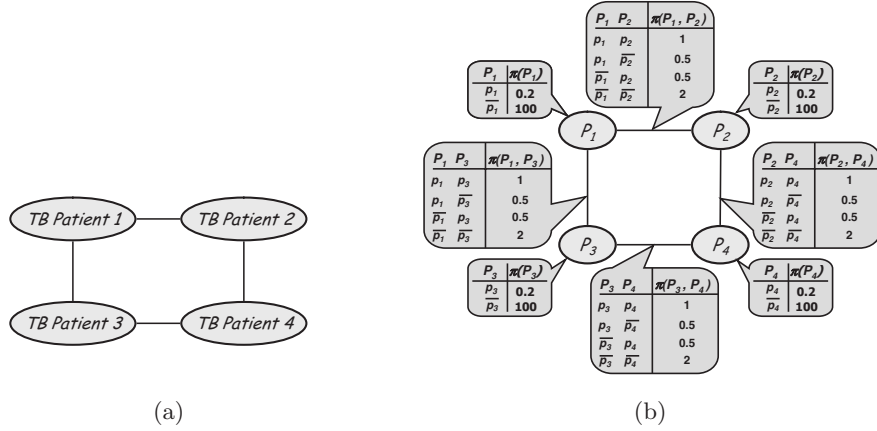 TB Patient 1
TB Patient 2
TB Patient 3
TB Patient 4
(a)
P₁ P₂ π(P₁, P₂)
p₁ p₂ 1
p₁ p̅₂ 0.5
p̅₁ p₂ 0.5
p̅₁ p̅₂ 2
P₁ π(P₁)
p₁ 0.2
p̅₁ 100
P₂ π(P₂)
p₂ 0.2
p̅₂ 100
P₁
P₂
P₁ P₃ π(P₁, P₃)
p₁ p₃ 1
p₁ p̅₃ 0.5
p̅₁ p₃ 0.5
p̅₁ p̅₃ 2
P₂ P₄ π(P₂, P₄)
p₂ p₄ 1
p₂ p̅₄ 0.5
p̅₂ p₄ 0.5
p̅₂ p̅₄ 2
P₃
P₄
P₃ π(P₃)
p₃ 0.2
p̅₃ 100
P₃ P₄ π(P₃, P₄)
p₃ p₄ 1
p₃ p̅₄ 0.5
p̅₃ p₄ 0.5
p̅₃ p̅₄ 2
P₄ π(P₄)
p₄ 0.2
p̅₄ 100
(b)